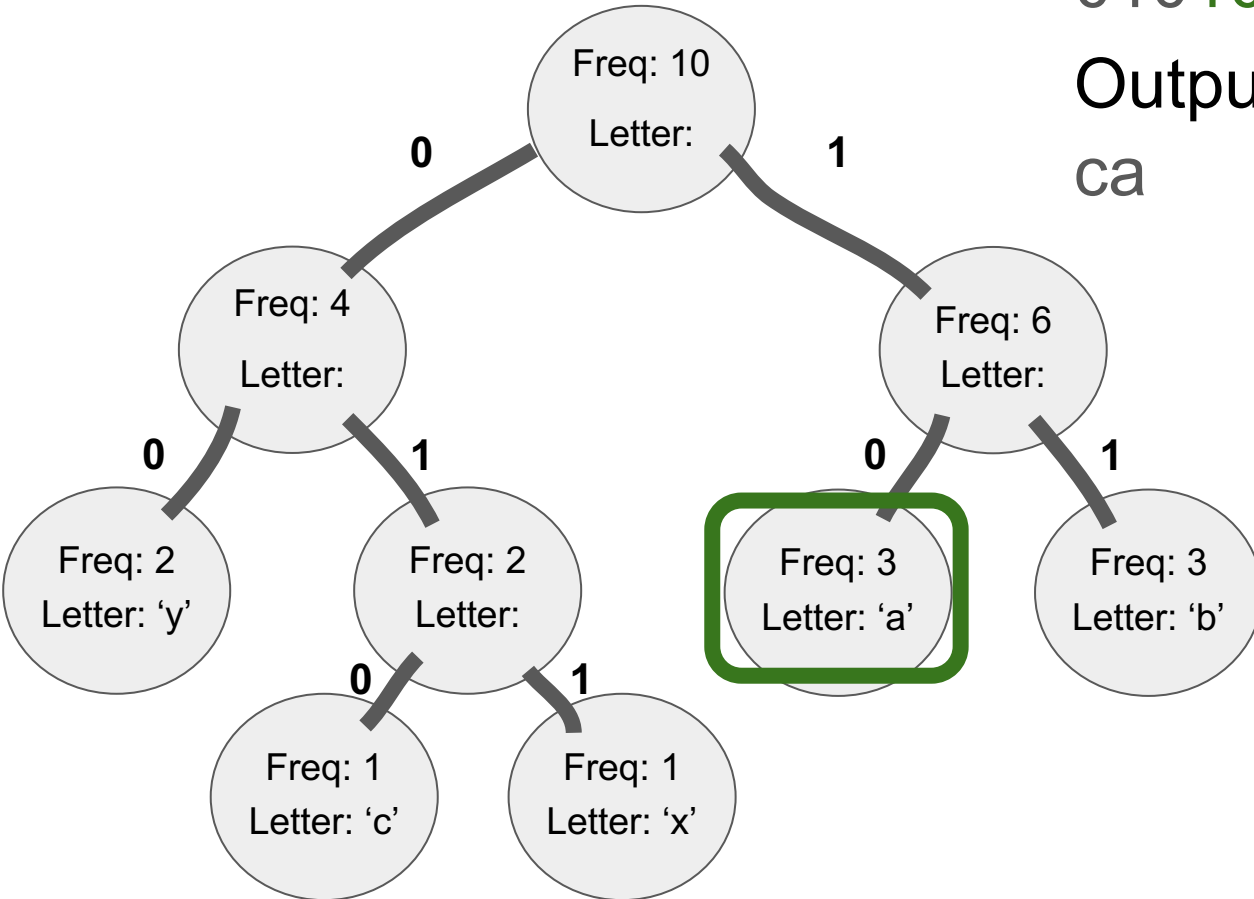 Freq: 10
Letter:
Outpu
ca
0
1
Freq: 4
Letter:
Freq: 6
Letter:
0
1
0
1
Freq: 2
Letter: ‘y’
Freq: 2
Letter:
Freq: 3
Letter: ‘a’
Freq: 3
Letter: ‘b’
0
1
Freq: 1
Letter: ‘c’
Freq: 1
Letter: ‘x’